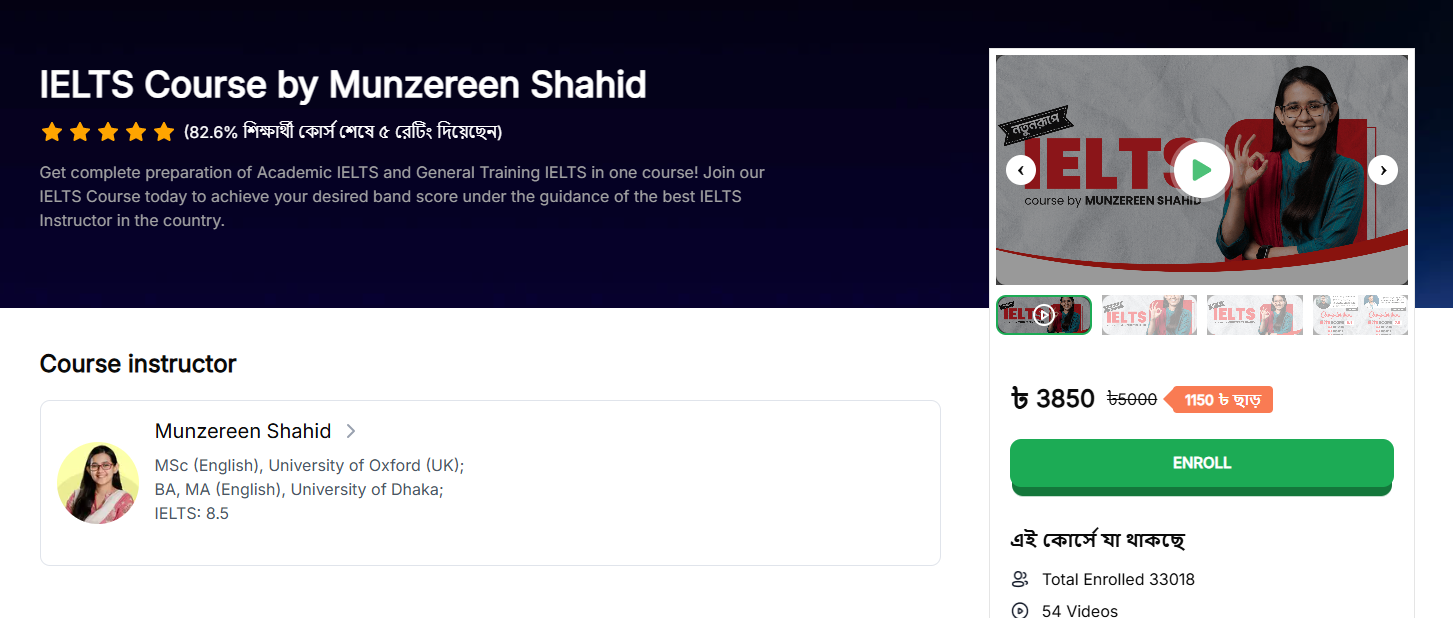 IELTS Course by Munzereen Shahid
(82.6% শিক্ষার্থী কোর্স শেষে ৫ রেটিং দিয়েছেন)
Get complete preparation of Academic IELTS and General Training IELTS in one course! Join our
IELTS Course today to achieve your desired band score under the guidance of the best IELTS
Instructor in the country.
Course instructor
Munzereen Shahid
MSc (English), University of Oxford (UK);
BA, MA (English), University of Dhaka;
IELTS: 8.5
নতুনরূপে
IELTS
course by MUNZEREEN SHAHID
IELTS
IELTS
IELTS
৳ 3850 ৳5000 1150 ৳ ছাড়
ENROLL
এই কোর্সে যা থাকছে
Total Enrolled 33018
54 Videos